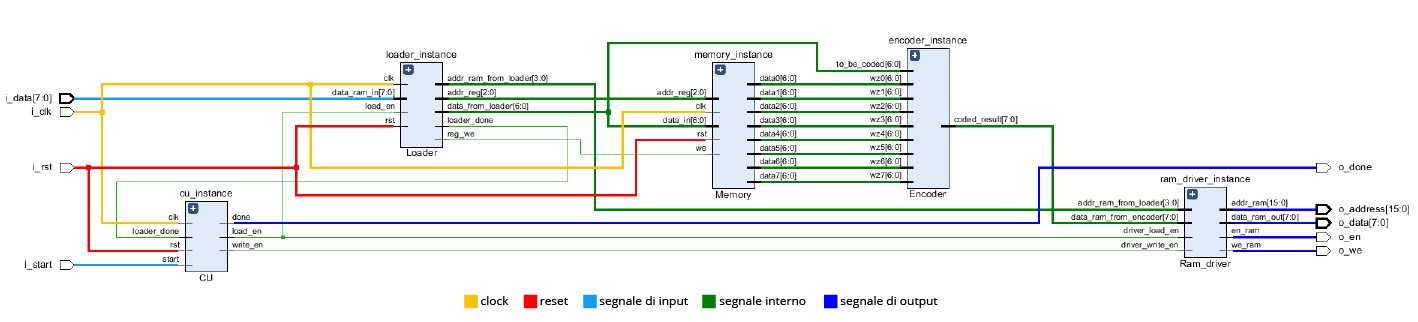 encoder_instance
loader_instance
memory_instance
to_be_coded[6:0]
clk
addr_ram_from_loader[3:0]
data0[6:0]
wz0[6:0]
i_data[7:0]
data_ram_in[7:0]
addr_reg[2:0]
addr_reg[2:0]
data1[6:0]
wz1[6:0]
i_clk
load_en
data_from_loader[6:0]
clk
data2[6:0]
wz2[6:0]
rst
loader_done
data_in[6:0]
data3[6:0]
wz3[6:0]
coded_result[7:0]
reg_we
rst
data4[6:0]
wz4[6:0]
Loader
we
data5[6:0]
wz5[6:0]
i_rst
data6[6:0]
wz6[6:0]
o_done
data7[6:0]
wz7[6:0]
cu_instance
Memory
Encoder
ram_driver_instance
addr_ram_from_loader[3:0]
addr_ram[15:0]
o_address[15:0]
clk
done
data_ram_from_encoder[7:0]
data_ram_out[7:0]
o_data[7:0]
loader_done
load_en
driver_load_en
en_ram
o_en
rst
write_en
driver_write_en
we_ram
o_we
i_start
start
CU
Ram_driver
clock
reset
segnale di input
segnale interno
segnale di output